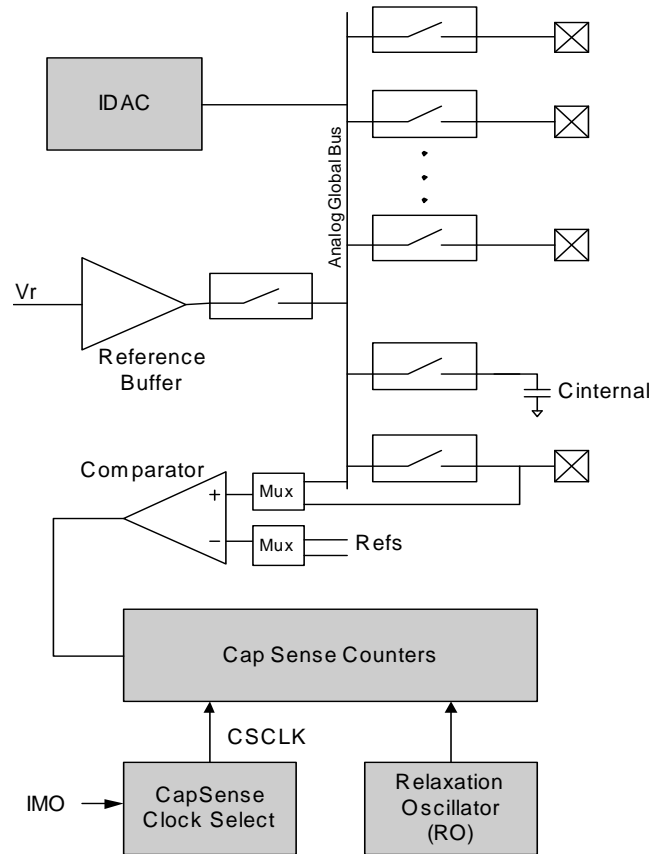 IDAC
Analog Global Bus
Vr
Reference
Buffer
Cinternal
Comparator
+
Mux
−
Mux
Refs
Cap Sense Counters
CSCLK
IMO
CapSense
Clock Select
Relaxation
Oscillator
(RO)